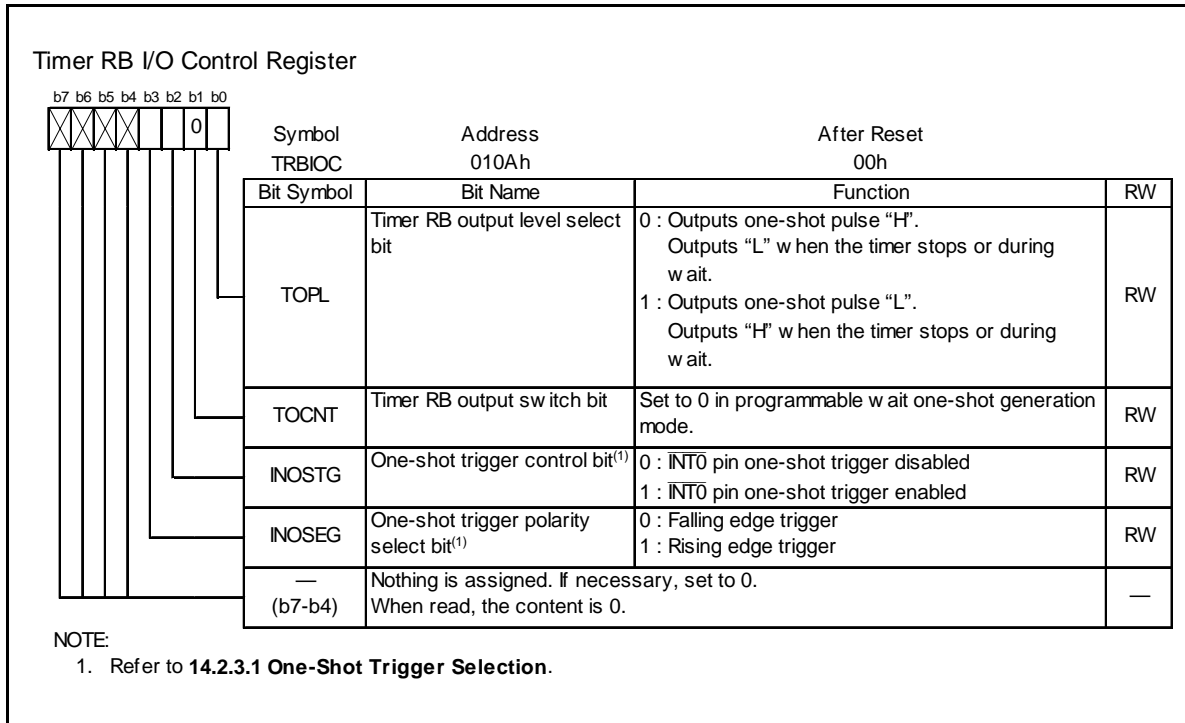 Timer RB I/O Control Register
b7 b6 b5 b4 b3 b2 b1 b0
0
Symbol Address After Reset
TRBIOC 010Ah 00h
Bit Symbol Bit Name Function RW
TOPL
Timer RB output level select
bit
0 : Outputs one-shot pulse “H”.
Outputs “L” when the timer stops or during
wait.
1 : Outputs one-shot pulse “L”.
Outputs “H” when the timer stops or during
wait.
RW
TOCNT
Timer RB output switch bit
Set to 0 in programmable wait one-shot generation
mode.
RW
INOSTG
One-shot trigger control bit(1)
0 : INT0 pin one-shot trigger disabled
1 : INT0 pin one-shot trigger enabled
RW
INOSEG
One-shot trigger polarity
select bit(1)
0 : Falling edge trigger
1 : Rising edge trigger
RW
—
(b7-b4)
Nothing is assigned. If necessary, set to 0.
When read, the content is 0.
—
NOTE:
1. Refer to 14.2.3.1 One-Shot Trigger Selection.